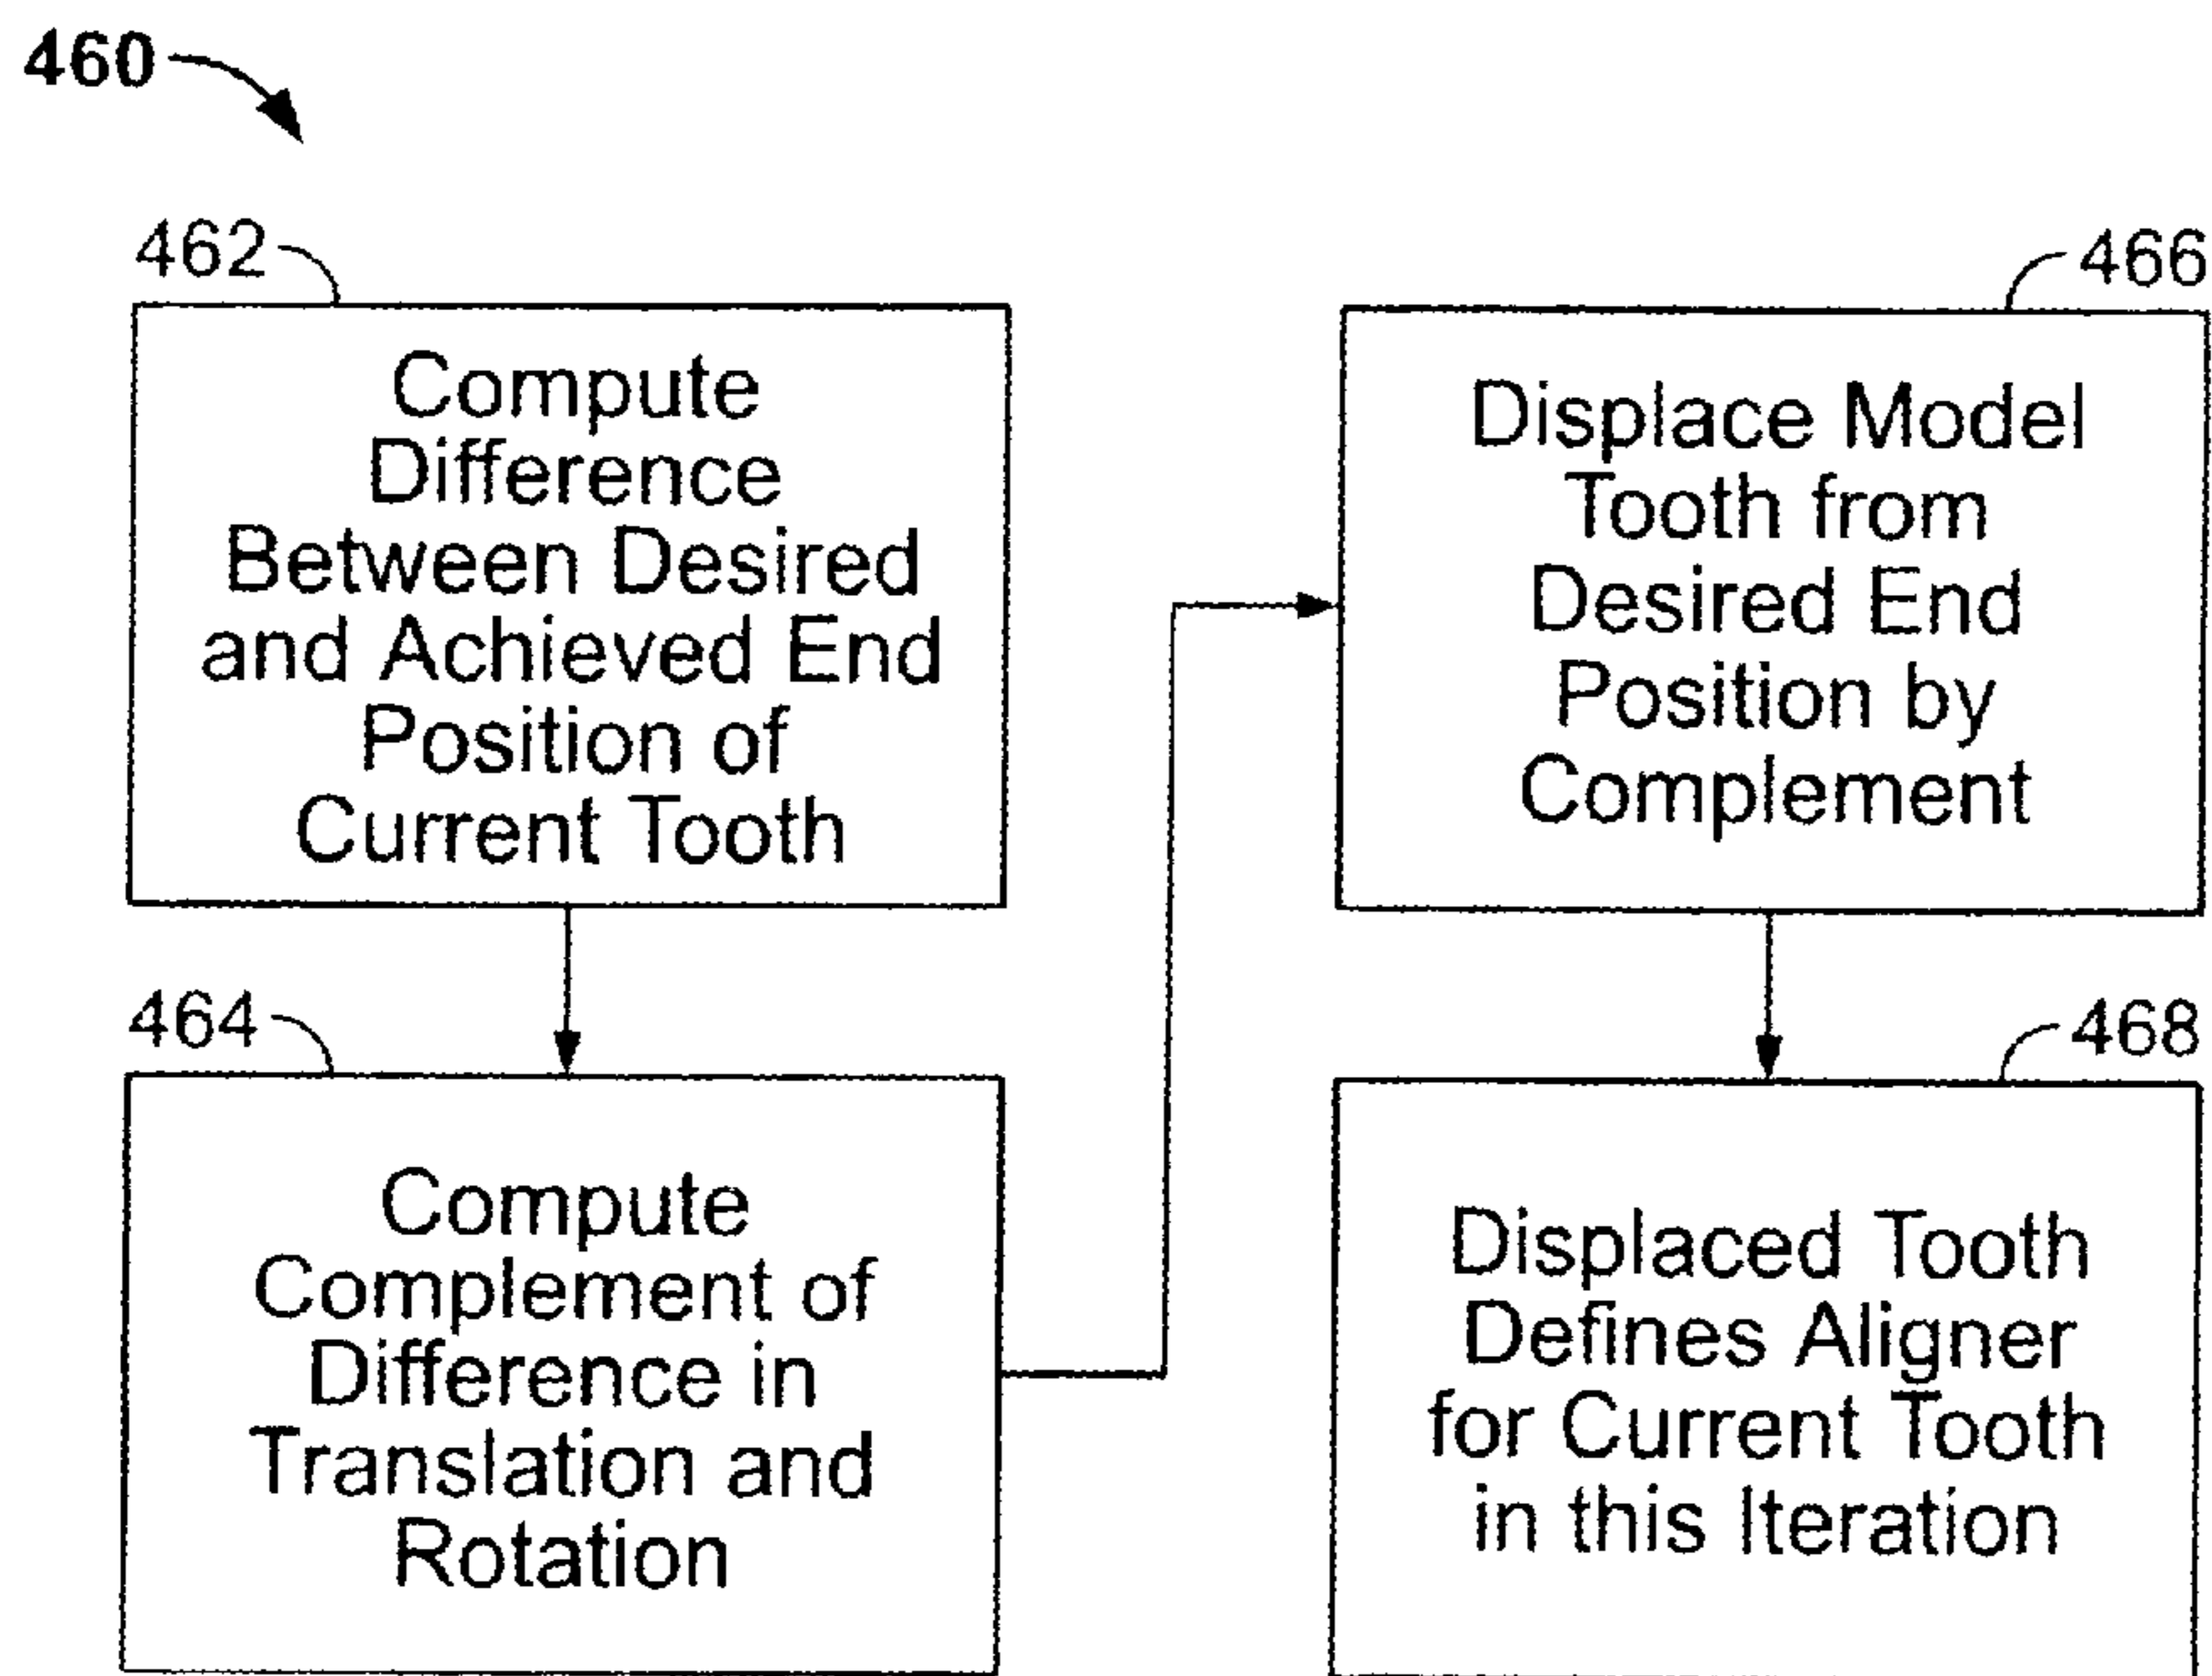 460
462
Compute
Difference
Between Desired
and Achieved End
Position of
Current Tooth
464
Compute
Complement of
Difference in
Translation and
Rotation
466
Displace Model
Tooth from
Desired End
Position by
Complement
468
Displaced Tooth
Defines Aligner
for Current Tooth
in this Iteration